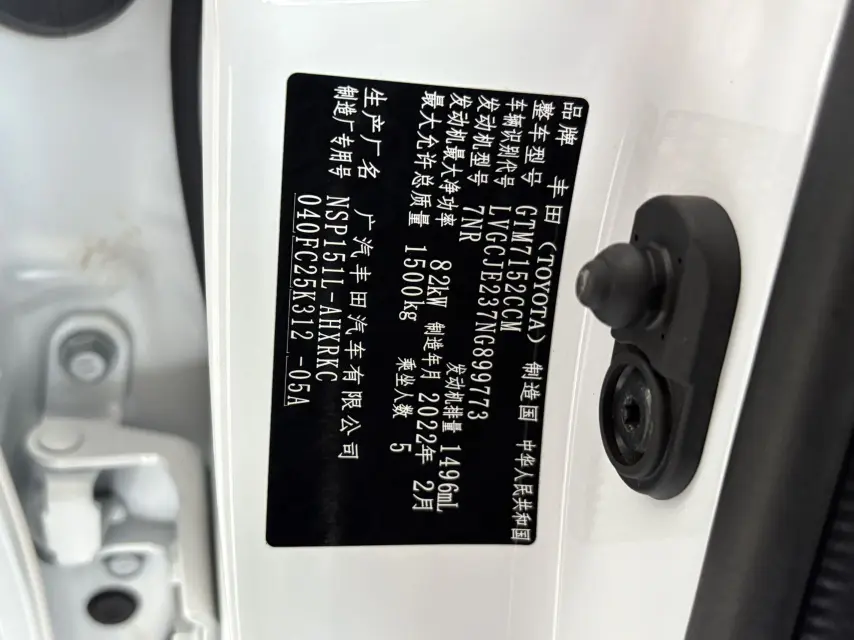 品牌 丰田（TOYOTA） 制造国 中华人民共和国
整车型号 GTM7152CCM
车辆识别代号 LVGCJE237NG899773
发动机型号 7NR 发动机排量 1496mL
发动机最大净功率 82kW 制造年月 2022年 2月
最大允许总质量 1500kg 乘坐人数 5
生产厂名 广汽丰田汽车有限公司
制造厂专用号 NSP151L-AHXRKC
040FC25K312 -05A